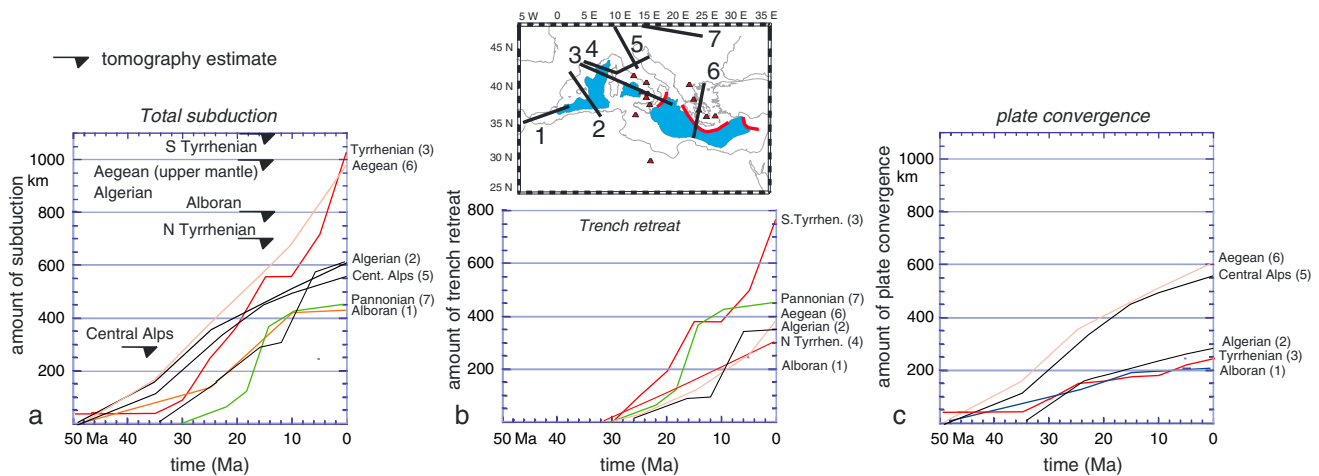 tomography estimate
Total subduction
1000
km
800
600
400
200
amount of subduction
S Tyrrhenian
Aegean (upper mantle)
Algerian
Alboran
N Tyrrhenian
Central Alps
Tyrrhenian (3)
Aegean (6)
Algerian (2)
Cent. Alps (5)
Pannonian (7)
Alboran (1)
a
50 Ma 40 30 20 10 0
time (Ma)
5 W 0 5 E 10 E 15 E 20 E 25 E 30 E 35 E
45 N
40 N
35 N
30 N
25 N
1
2
3
4
5
6
7
Trench retreat
800
600
400
200
amount of trench retreat
S.Tyrrhen. (3)
Pannonian (7)
Aegean (6)
Algerian (2)
N Tyrrhen. (4)
Alboran (1)
b
50 Ma 40 30 20 10 0
time (Ma)
plate convergence
1000
km
800
600
400
200
amount of plate convergence
Aegean (6)
Central Alps (5)
Algerian (2)
Tyrrhenian (3)
Alboran (1)
c
50 Ma 40 30 20 10 0
time (Ma)